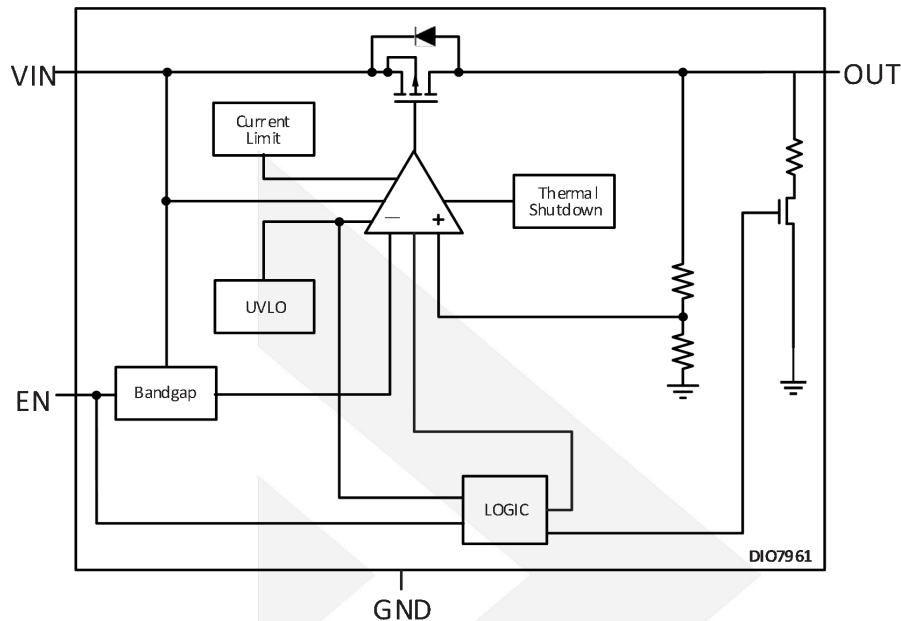 VIN
OUT
Current
Limit
Thermal
Shutdown
—
+
UVLO
EN
Bandgap
LOGIC
DIO7961
GND